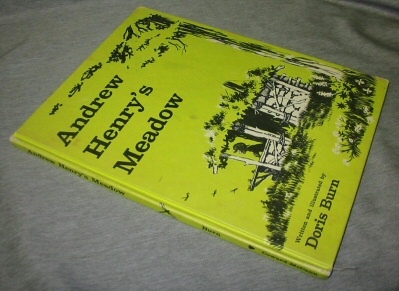 Andrew
Henry's
Meadow
Written and illustrated by
Doris Burn
Andrew Henry's Meadow
Burn